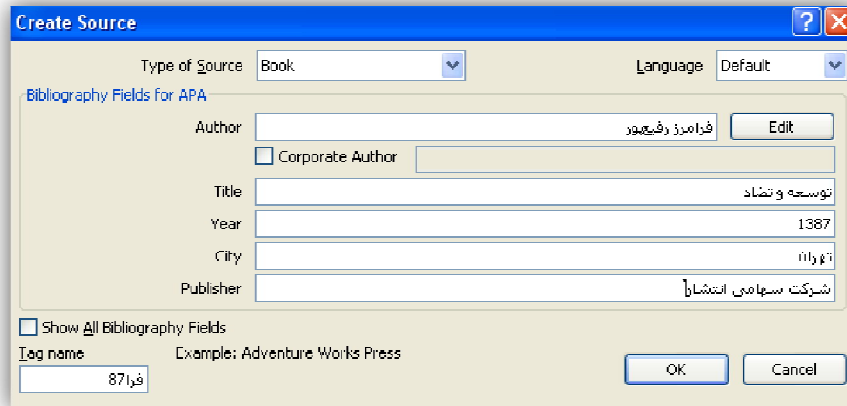 Create Source
Type of Source Book Language Default
Bibliography Fields for APA
Author فرامرز رفیع‌پور Edit
Corporate Author
Title توسعه و تضاد
Year 1387
City تهران
Publisher شرکت سهامی انتشار
Show All Bibliography Fields
Tag name Example: Adventure Works Press
فرا87 OK Cancel